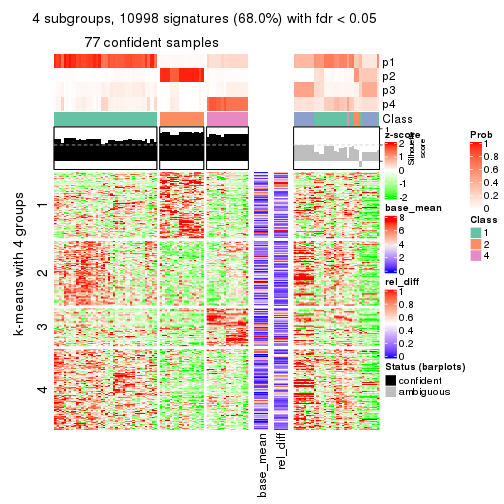 4 subgroups, 10998 signatures (68.0%) with fdr < 0.05
77 confident samples
p1
p2
p3
p4
Class
1
Silhouette
score
k-means with 4 groups
1
2
3
4
base_mean
rel_diff
z-score
2
1
0
-1
-2
base_mean
8
6
4
2
0
rel_diff
1
0.8
0.6
0.4
0.2
0
Status (barplots)
confident
ambiguous
Prob
1
0.8
0.6
0.4
0.2
0
Class
1
2
4